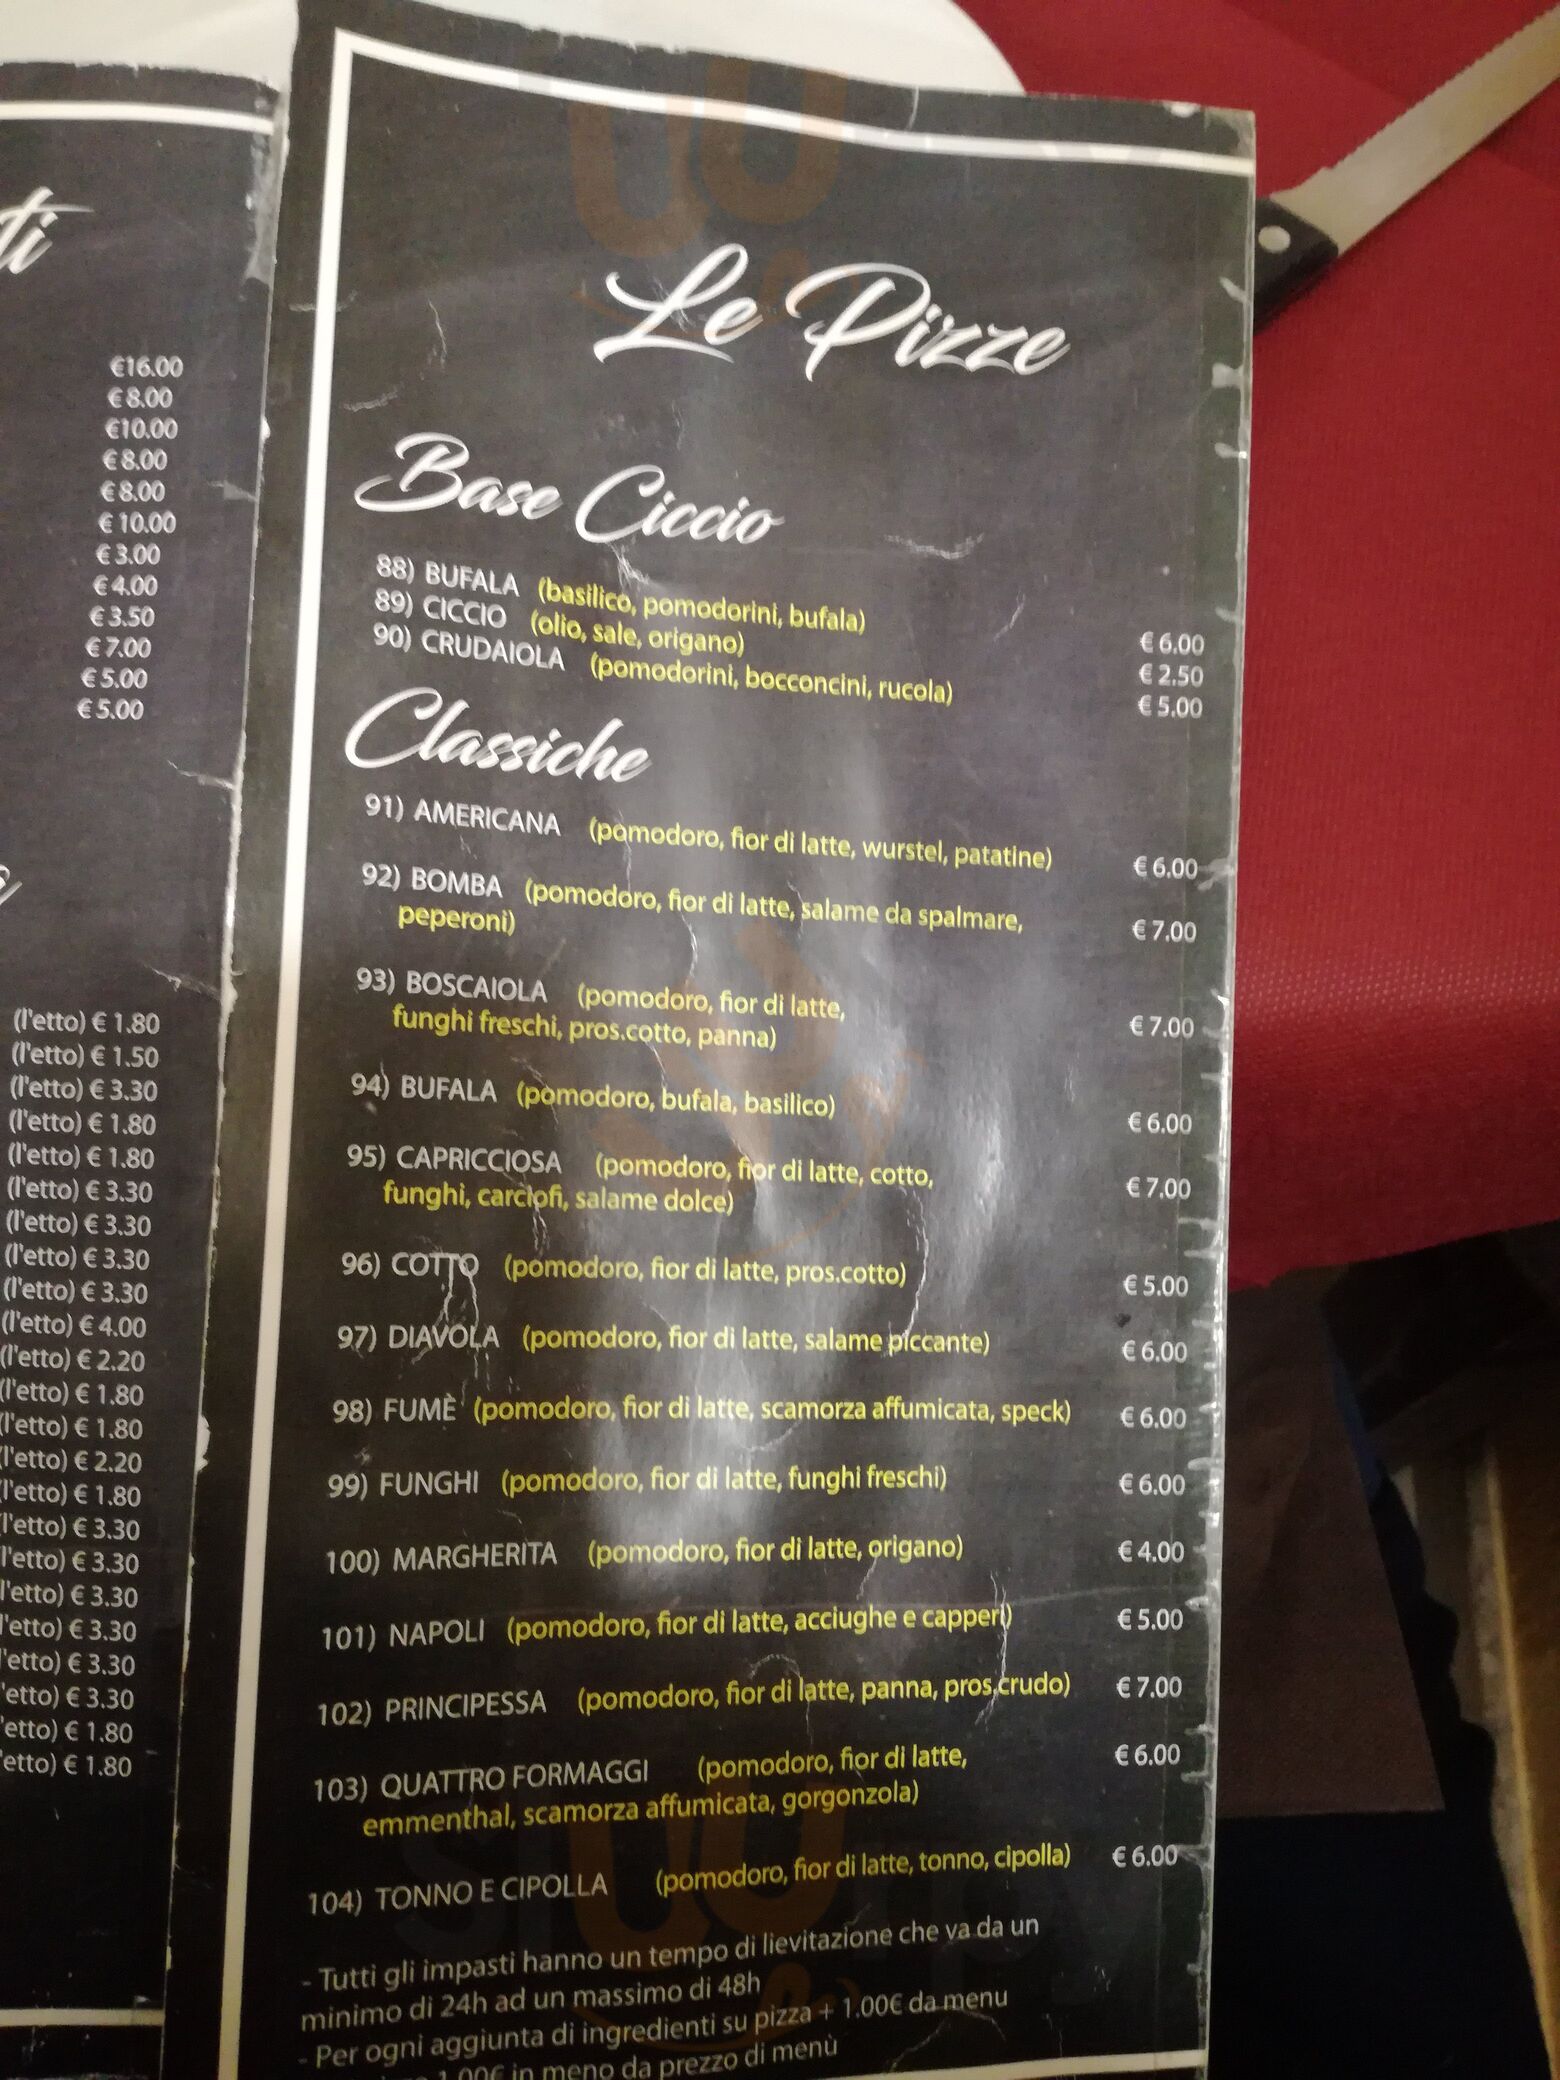 ti
€16.00
€ 8.00
€10.00
€ 8.00
€ 8.00
€ 10.00
€ 3.00
€ 4.00
€ 3.50
€ 7.00
€ 5.00
€ 5.00
(l'etto) € 1.80
(l'etto) € 1.50
(l'etto) € 3.30
(l'etto) € 1.80
(l'etto) € 1.80
(l'etto) € 3.30
(l'etto) € 3.30
(l'etto) € 3.30
(l'etto) € 3.30
(l'etto) € 4.00
(l'etto) € 2.20
(l'etto) € 1.80
(l'etto) € 1.80
(l'etto) € 2.20
(l'etto) € 1.80
l'etto) € 3.30
l'etto) € 3.30
l'etto) € 3.30
l'etto) € 3.30
'etto) € 3.30
'etto) € 3.30
'etto) € 1.80
'etto) € 1.80
Le Pizze
Base Ciccio
88) BUFALA (basilico, pomodorini, bufala) € 6.00
89) CICCIO (olio, sale, origano) € 2.50
90) CRUDAIOLA (pomodorini, bocconcini, rucola) € 5.00
Classiche
91) AMERICANA (pomodoro, fior di latte, wurstel, patatine) € 6.00
92) BOMBA (pomodoro, fior di latte, salame da spalmare, € 7.00
peperoni)
93) BOSCAIOLA (pomodoro, fior di latte, € 7.00
funghi freschi, pros.cotto, panna)
94) BUFALA (pomodoro, bufala, basilico) € 6.00
95) CAPRICCIOSA (pomodoro, fior di latte, cotto, € 7.00
funghi, carciofi, salame dolce)
96) COTTO (pomodoro, fior di latte, pros.cotto) € 5.00
97) DIAVOLA (pomodoro, fior di latte, salame piccante) € 6.00
98) FUMÈ (pomodoro, fior di latte, scamorza affumicata, speck) € 6.00
99) FUNGHI (pomodoro, fior di latte, funghi freschi) € 6.00
100) MARGHERITA (pomodoro, fior di latte, origano) € 4.00
101) NAPOLI (pomodoro, fior di latte, acciughe e capperi) € 5.00
102) PRINCIPESSA (pomodoro, fior di latte, panna, pros.crudo) € 7.00
103) QUATTRO FORMAGGI (pomodoro, fior di latte, € 6.00
emmenthal, scamorza affumicata, gorgonzola)
104) TONNO E CIPOLLA (pomodoro, fior di latte, tonno, cipolla) € 6.00
- Tutti gli impasti hanno un tempo di lievitazione che va da un
minimo di 24h ad un massimo di 48h
- Per ogni aggiunta di ingredienti su pizza + 1.00€ da menu
1.00€ in meno da prezzo di menù